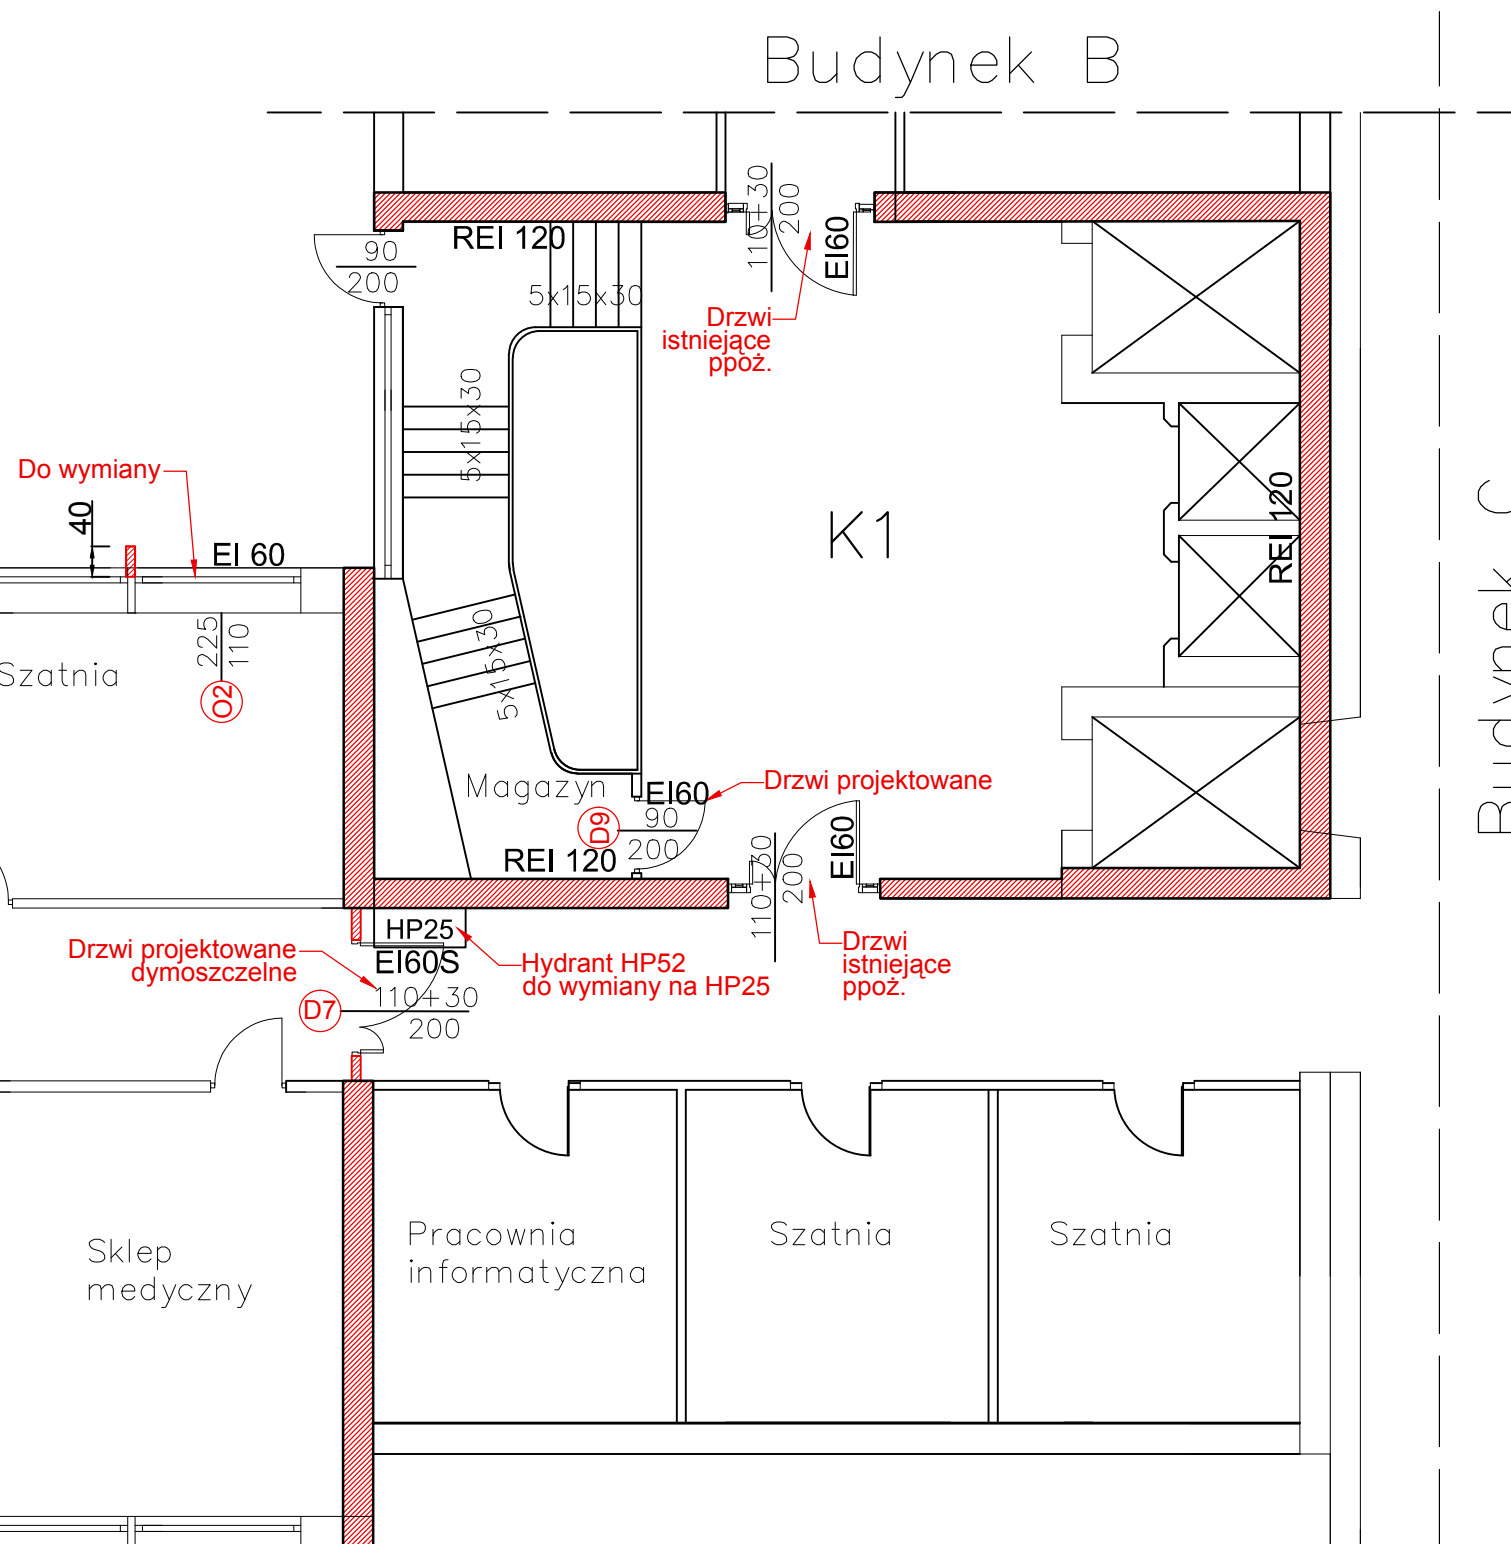 Budynek B
REI 120
90
200
5x15x30
110+30
200
EI60
Drzwi
istniejące
ppoż.
5x15x30
Do wymiany
40
EI 60
K1
REI 120
Budynek C
225
110
O2
Szatnia
5x15x30
Magazyn
EI60
Drzwi projektowane
D9
90
200
REI 120
110+30
200
EI60
HP25
EI60S
Drzwi projektowane
dymoszczelne
Hydrant HP52
do wymiany na HP25
Drzwi
istniejące
ppoż.
D7
110+30
200
Sklep
medyczny
Pracownia
informatyczna
Szatnia
Szatnia